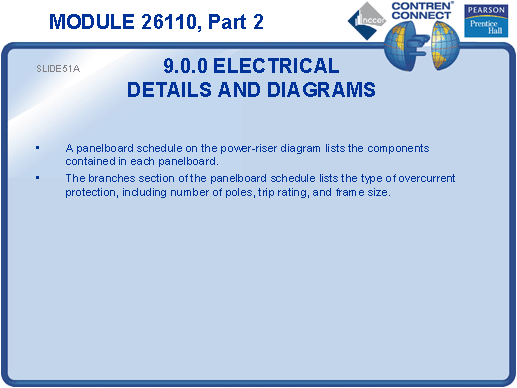 MODULE 26110, Part 2
nccer
CONTREN®
CONNECT
PEARSON
Prentice
Hall
SLIDE 51A
9.0.0 ELECTRICAL
DETAILS AND DIAGRAMS
• A panelboard schedule on the power-riser diagram lists the components
contained in each panelboard.
• The branches section of the panelboard schedule lists the type of overcurrent
protection, including number of poles, trip rating, and frame size.